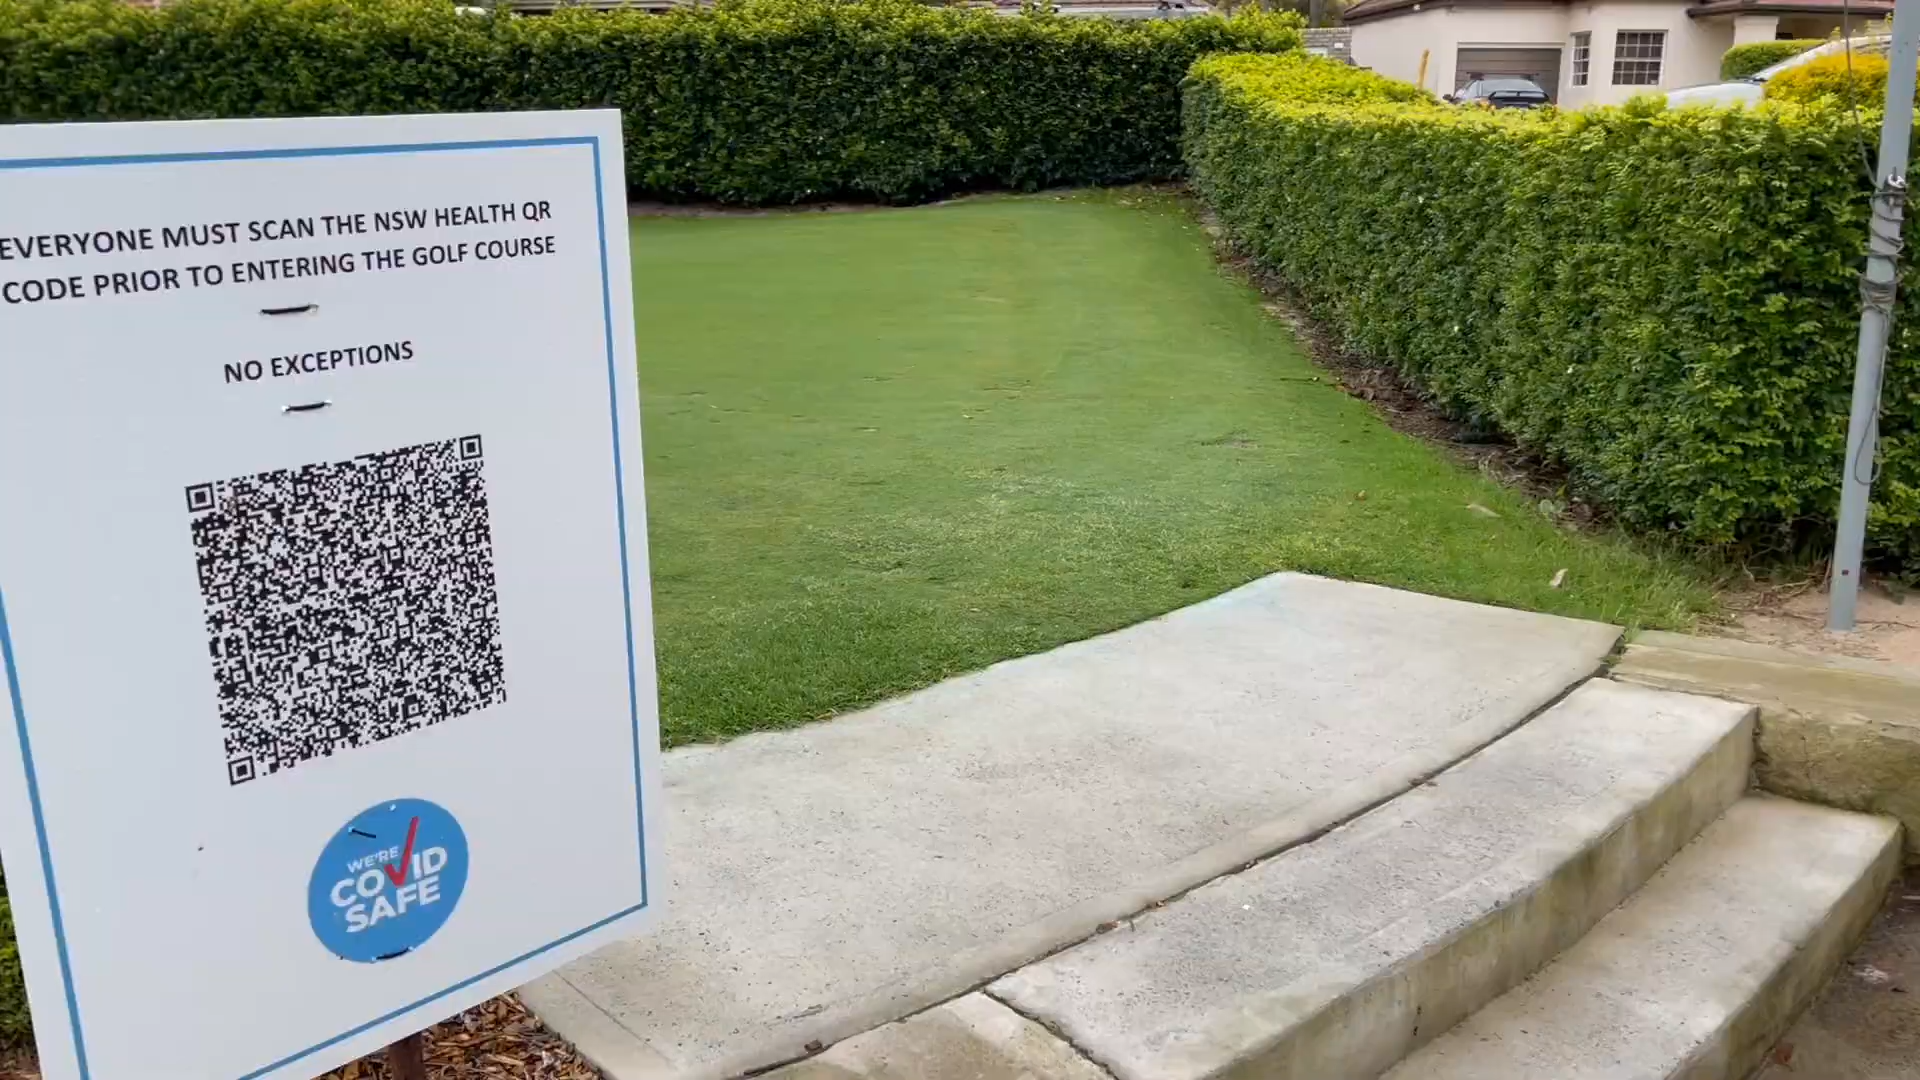 EVERYONE MUST SCAN THE NSW HEALTH QR
CODE PRIOR TO ENTERING THE GOLF COURSE
NO EXCEPTIONS
WE'RE
COVID
SAFE